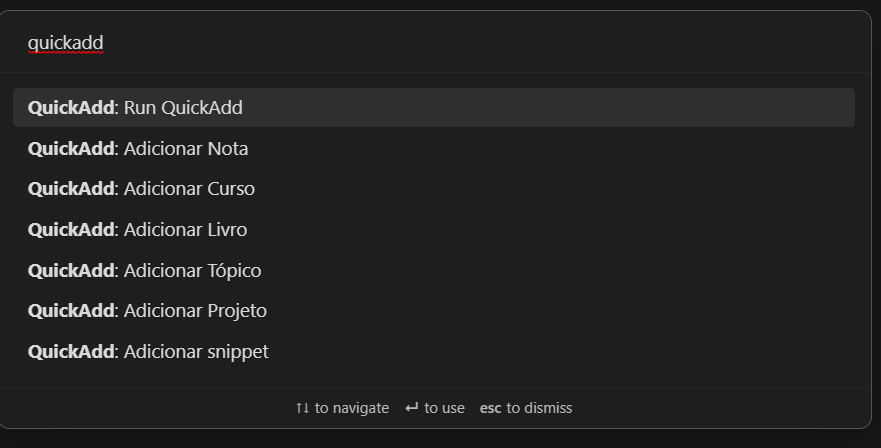 quickadd
QuickAdd: Run QuickAdd
QuickAdd: Adicionar Nota
QuickAdd: Adicionar Curso
QuickAdd: Adicionar Livro
QuickAdd: Adicionar Tópico
QuickAdd: Adicionar Projeto
QuickAdd: Adicionar snippet
↑↓ to navigate ↵ to use esc to dismiss